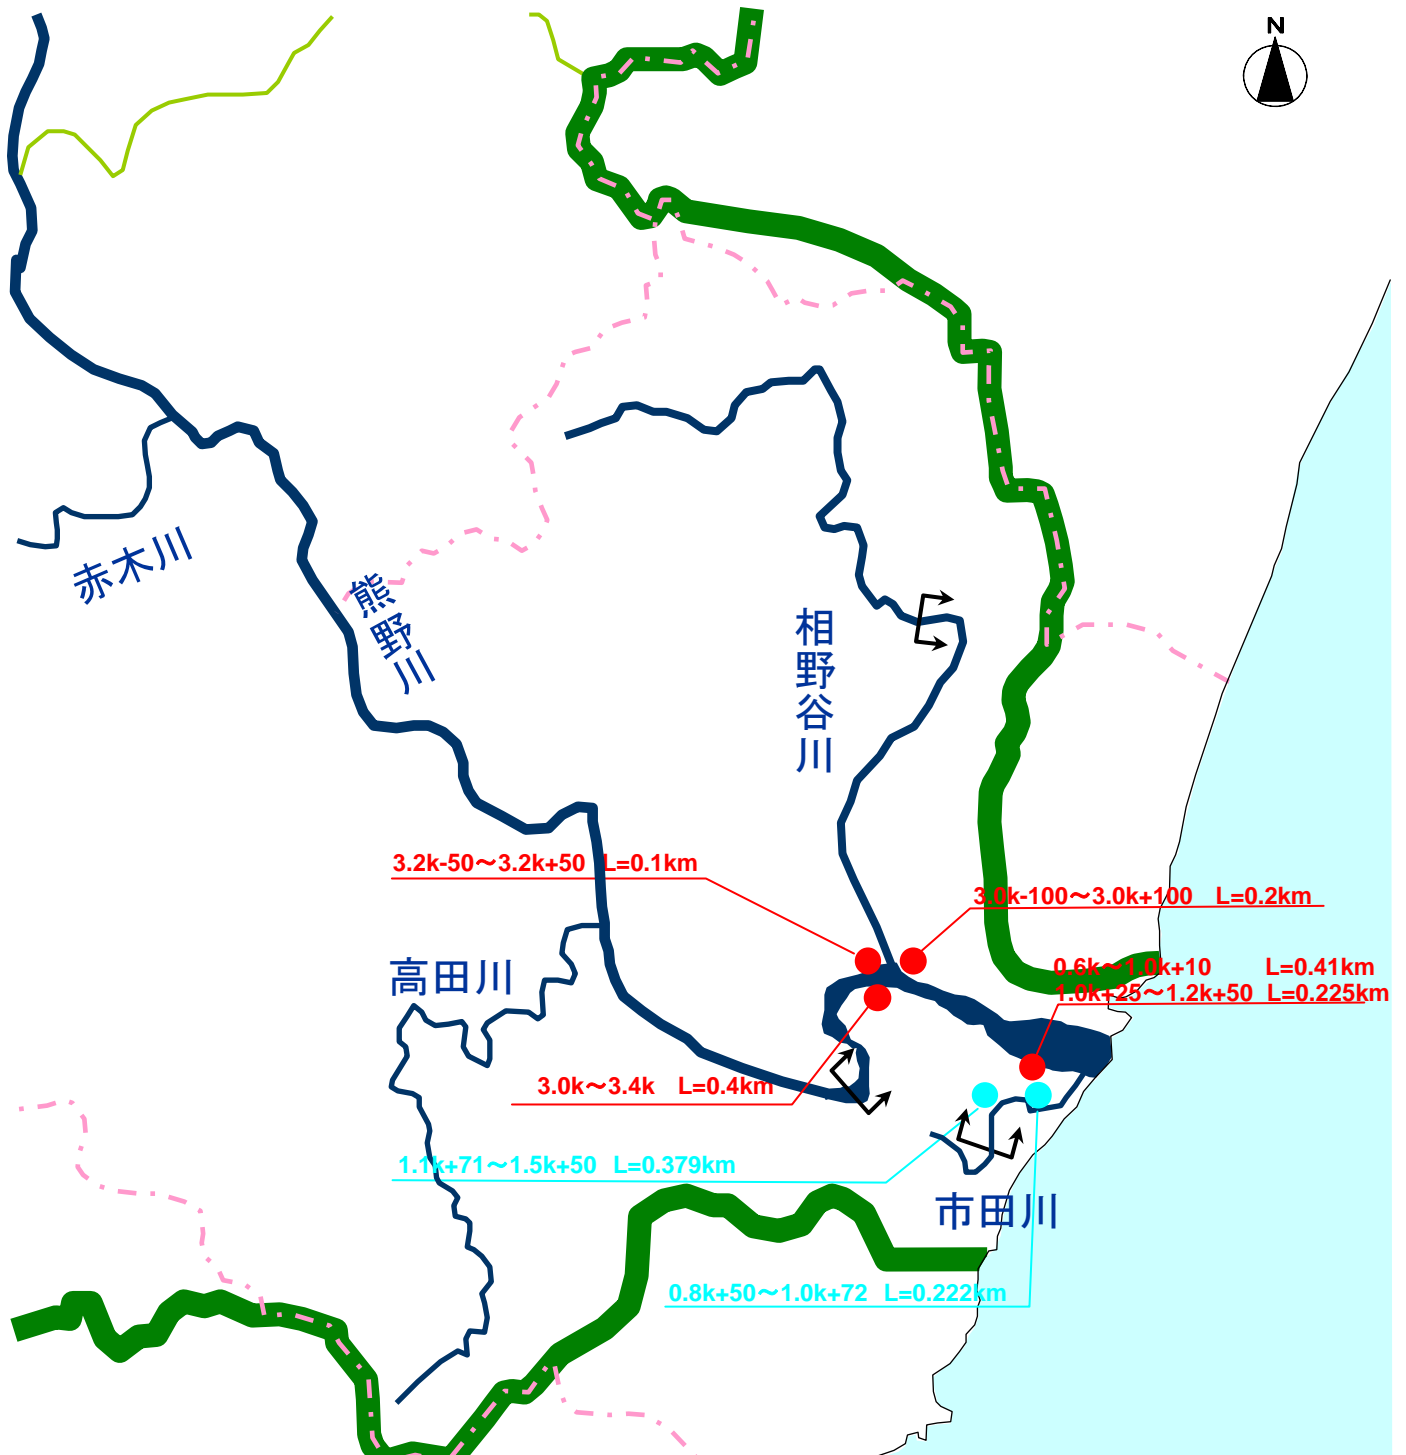 N
赤木川
熊野川
相野谷川
3.2k-50～3.2k+50 L=0.1km
3.0k-100～3.0k+100 L=0.2km
高田川
0.6k～1.0k+10 L=0.41km
1.0k+25～1.2k+50 L=0.225km
3.0k～3.4k L=0.4km
1.1k+71～1.5k+50 L=0.379km
市田川
0.8k+50～1.0k+72 L=0.222km